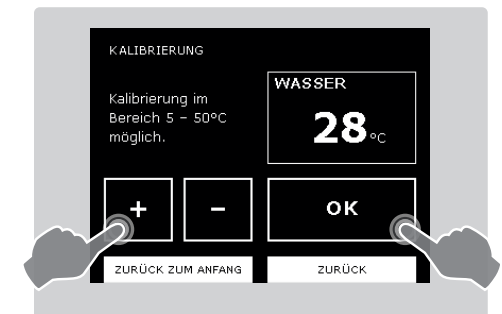 KALIBRIERUNG
Kalibrierung im
Bereich 5 – 50°C
möglich.
WASSER
28°C
+
–
OK
ZURÜCK ZUM ANFANG
ZURÜCK